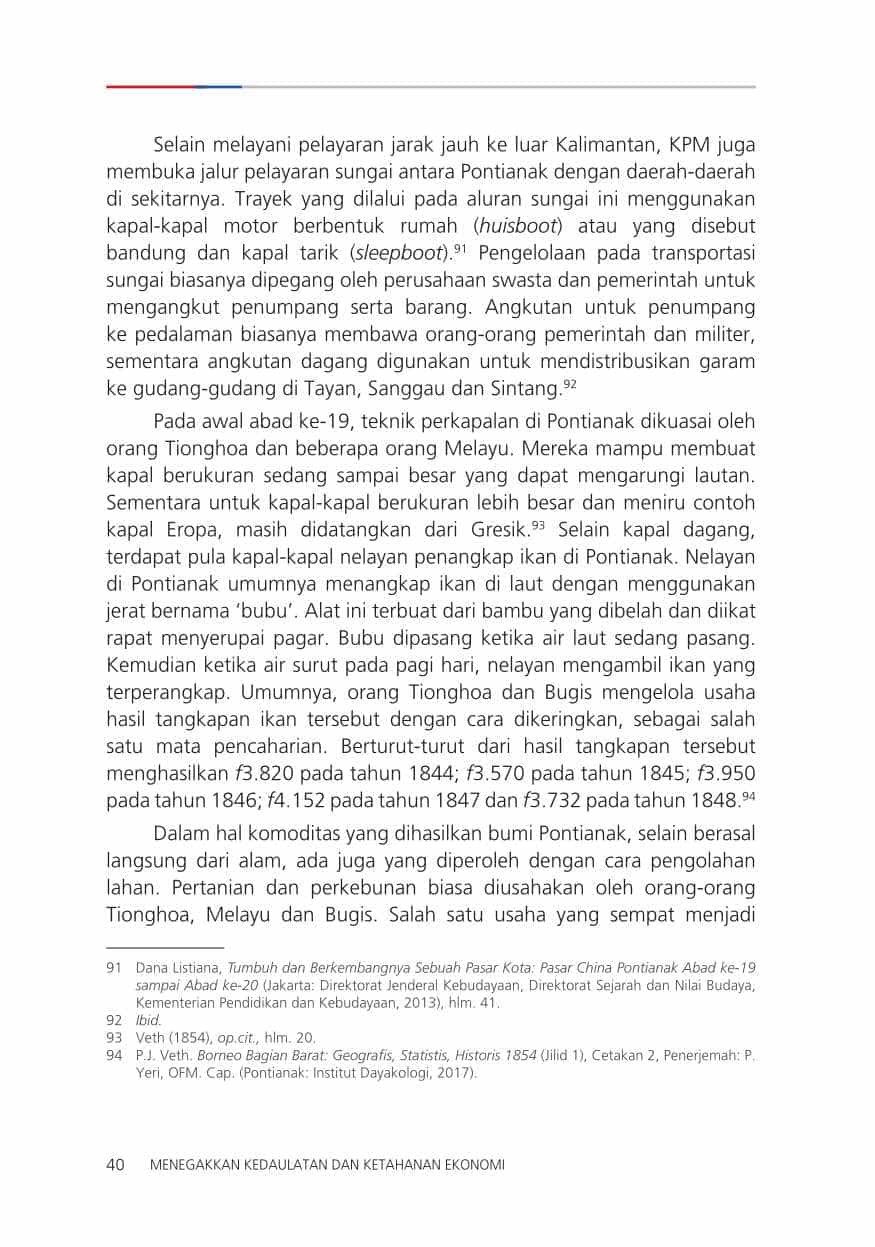 Selain melayani pelayaran jarak jauh ke luar Kalimantan, KPM juga
membuka jalur pelayaran sungai antara Pontianak dengan daerah-daerah
di sekitarnya. Trayek yang dilalui pada aluran sungai ini menggunakan
kapal-kapal motor berbentuk rumah (huisboot) atau yang disebut
bandung dan kapal tarik (sleepboot).91 Pengelolaan pada transportasi
sungai biasanya dipegang oleh perusahaan swasta dan pemerintah untuk
mengangkut penumpang serta barang. Angkutan untuk penumpang
ke pedalaman biasanya membawa orang-orang pemerintah dan militer,
sementara angkutan dagang digunakan untuk mendistribusikan garam
ke gudang-gudang di Tayan, Sanggau dan Sintang.92
Pada awal abad ke-19, teknik perkapalan di Pontianak dikuasai oleh
orang Tionghoa dan beberapa orang Melayu. Mereka mampu membuat
kapal berukuran sedang sampai besar yang dapat mengarungi lautan.
Sementara untuk kapal-kapal berukuran lebih besar dan meniru contoh
kapal Eropa, masih didatangkan dari Gresik.93 Selain kapal dagang,
terdapat pula kapal-kapal nelayan penangkap ikan di Pontianak. Nelayan
di Pontianak umumnya menangkap ikan di laut dengan menggunakan
jerat bernama ‘bubu’. Alat ini terbuat dari bambu yang dibelah dan diikat
rapat menyerupai pagar. Bubu dipasang ketika air laut sedang pasang.
Kemudian ketika air surut pada pagi hari, nelayan mengambil ikan yang
terperangkap. Umumnya, orang Tionghoa dan Bugis mengelola usaha
hasil tangkapan ikan tersebut dengan cara dikeringkan, sebagai salah
satu mata pencaharian. Berturut-turut dari hasil tangkapan tersebut
menghasilkan f3.820 pada tahun 1844; f3.570 pada tahun 1845; f3.950
pada tahun 1846; f4.152 pada tahun 1847 dan f3.732 pada tahun 1848.94
Dalam hal komoditas yang dihasilkan bumi Pontianak, selain berasal
langsung dari alam, ada juga yang diperoleh dengan cara pengolahan
lahan. Pertanian dan perkebunan biasa diusahakan oleh orang-orang
Tionghoa, Melayu dan Bugis. Salah satu usaha yang sempat menjadi
91 Dana Listiana, Tumbuh dan Berkembangnya Sebuah Pasar Kota: Pasar China Pontianak Abad ke-19
sampai Abad ke-20 (Jakarta: Direktorat Jenderal Kebudayaan, Direktorat Sejarah dan Nilai Budaya,
Kementerian Pendidikan dan Kebudayaan, 2013), hlm. 41.
92 Ibid.
93 Veth (1854), op.cit., hlm. 20.
94 P.J. Veth. Borneo Bagian Barat: Geografis, Statistis, Historis 1854 (Jilid 1), Cetakan 2, Penerjemah: P.
Yeri, OFM. Cap. (Pontianak: Institut Dayakologi, 2017).
40 MENEGAKKAN KEDAULATAN DAN KETAHANAN EKONOMI